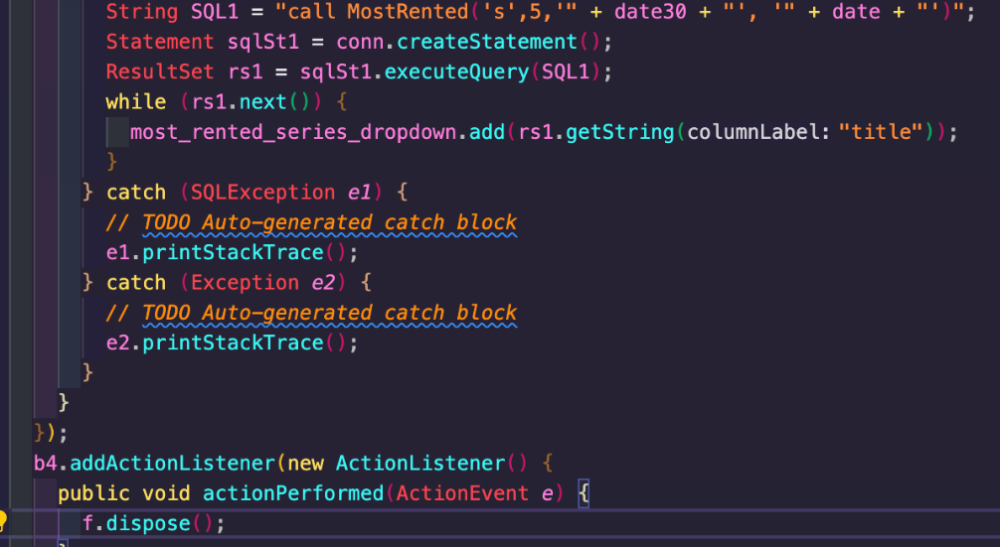 String SQL1 = "call MostRented('s',5,'" + date30 + "', '" + date + "')";
Statement sqlSt1 = conn.createStatement();
ResultSet rs1 = sqlSt1.executeQuery(SQL1);
while (rs1.next()) {
most_rented_series_dropdown.add(rs1.getString(columnLabel: "title"));
}
} catch (SQLException e1) {
// TODO Auto-generated catch block
e1.printStackTrace();
} catch (Exception e2) {
// TODO Auto-generated catch block
e2.printStackTrace();
}
}
});
b4.addActionListener(new ActionListener() {
public void actionPerformed(ActionEvent e) {
f.dispose();
}